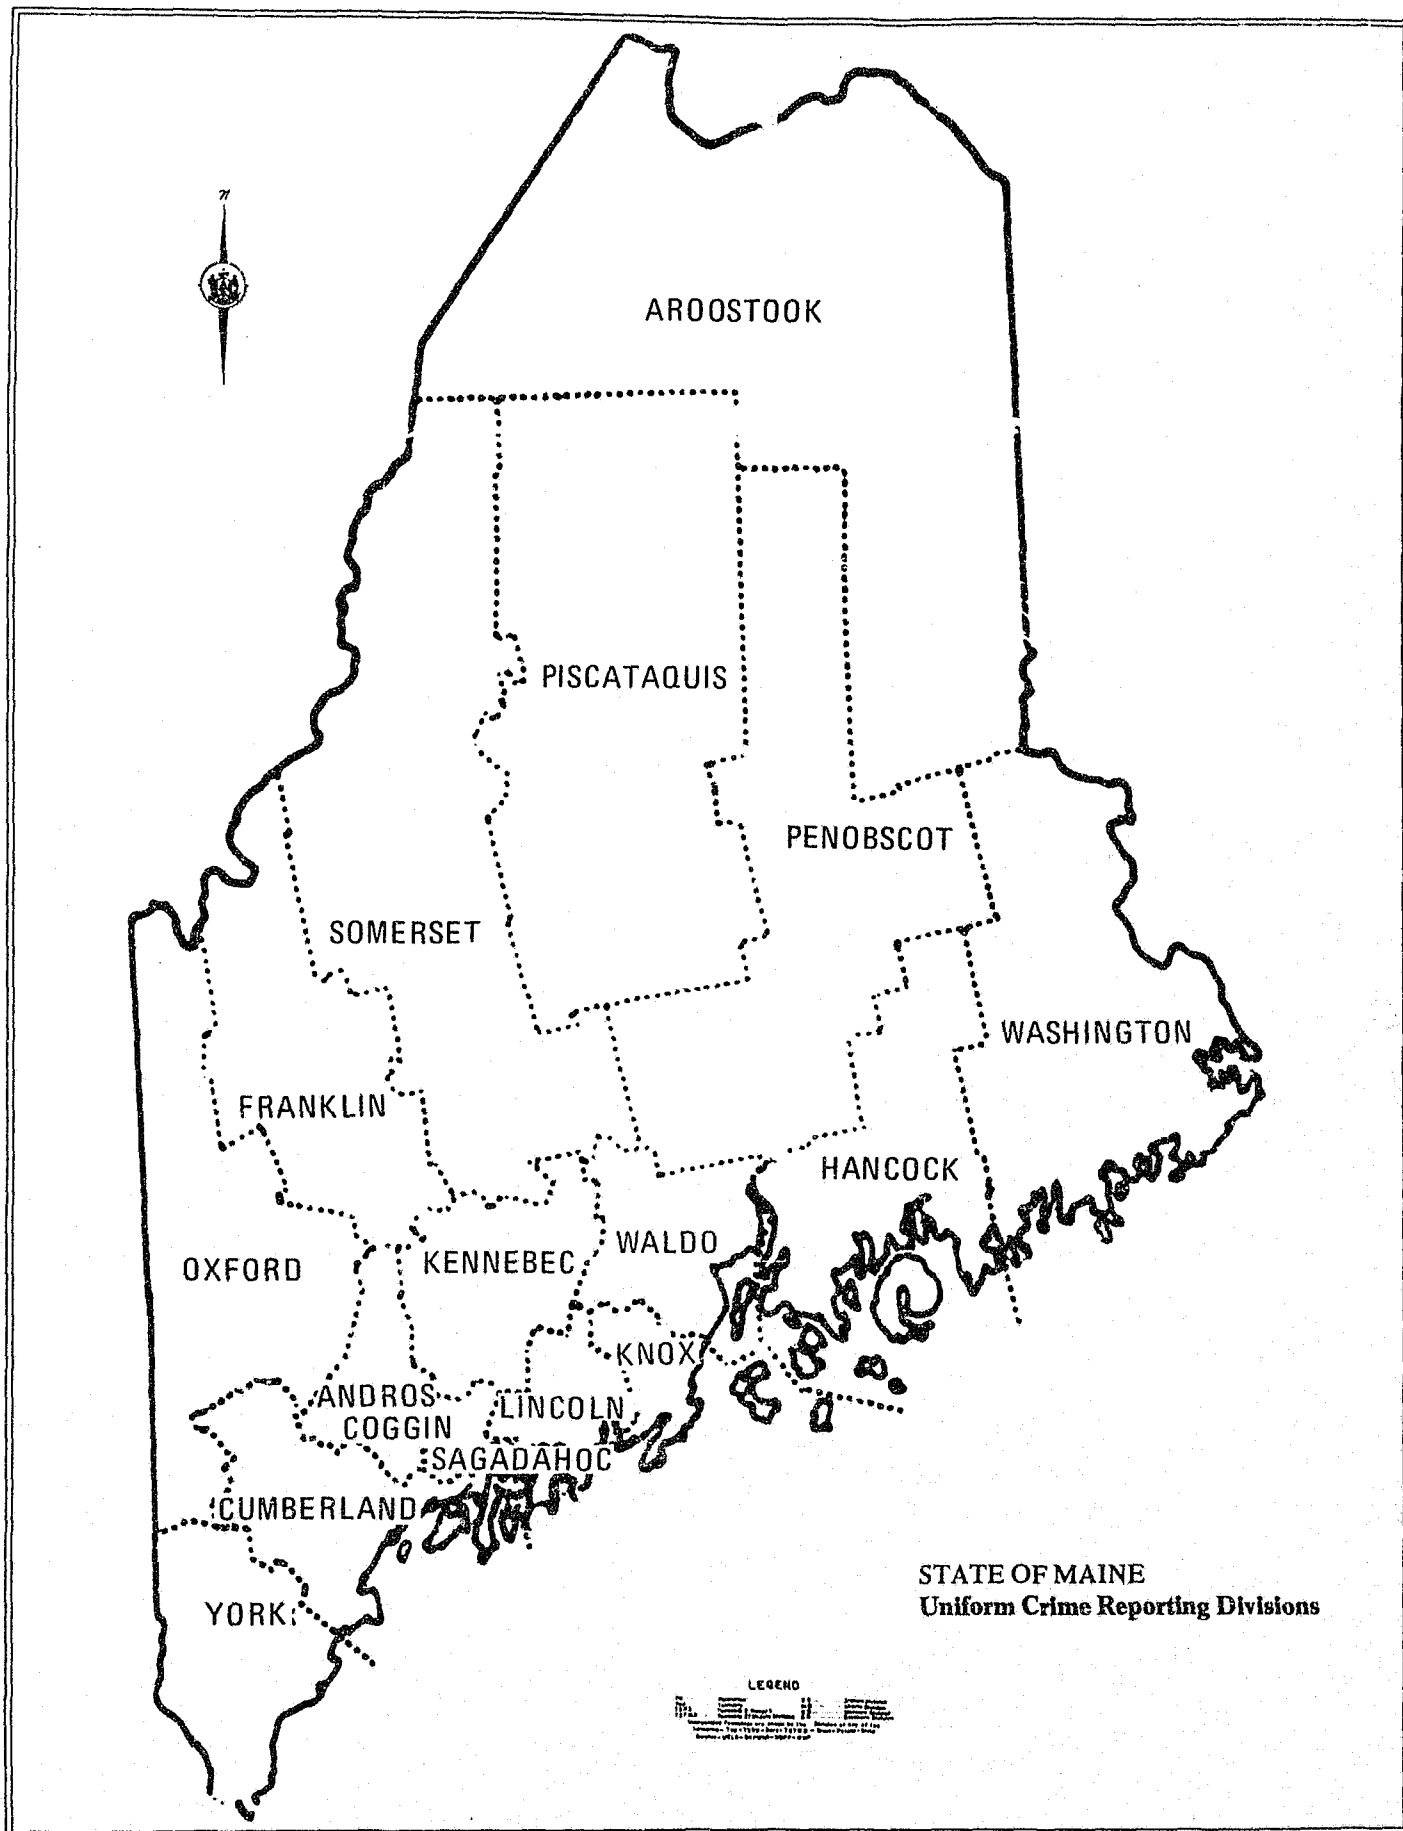 n
AROOSTOOK
PISCATAQUIS
PENOBSCOT
SOMERSET
WASHINGTON
FRANKLIN
HANCOCK
WALDO
OXFORD
KENNEBEC
KNOX
ANDROS
COGGIN
LINCOLN
SAGADAHOC
CUMBERLAND
YORK
STATE OF MAINE
Uniform Crime Reporting Divisions
LEGEND